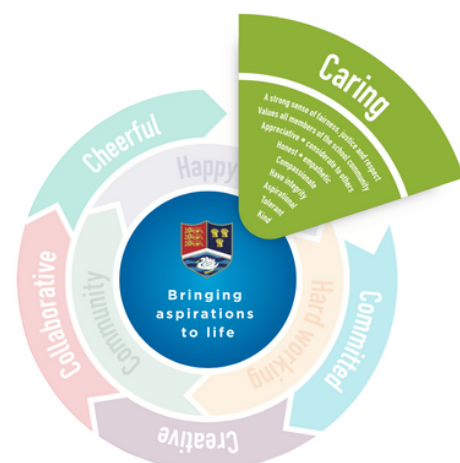 Caring
A strong sense of fairness, justice and respect
Values all members of the school community
Appreciative • considerate to others
Honest • empathetic
Compassionate
Have integrity
Aspirational
Tolerant
Kind
Cheerful
Happy
Collaborative
Community
Bringing
aspirations
to life
Hard working
Committed
Creative